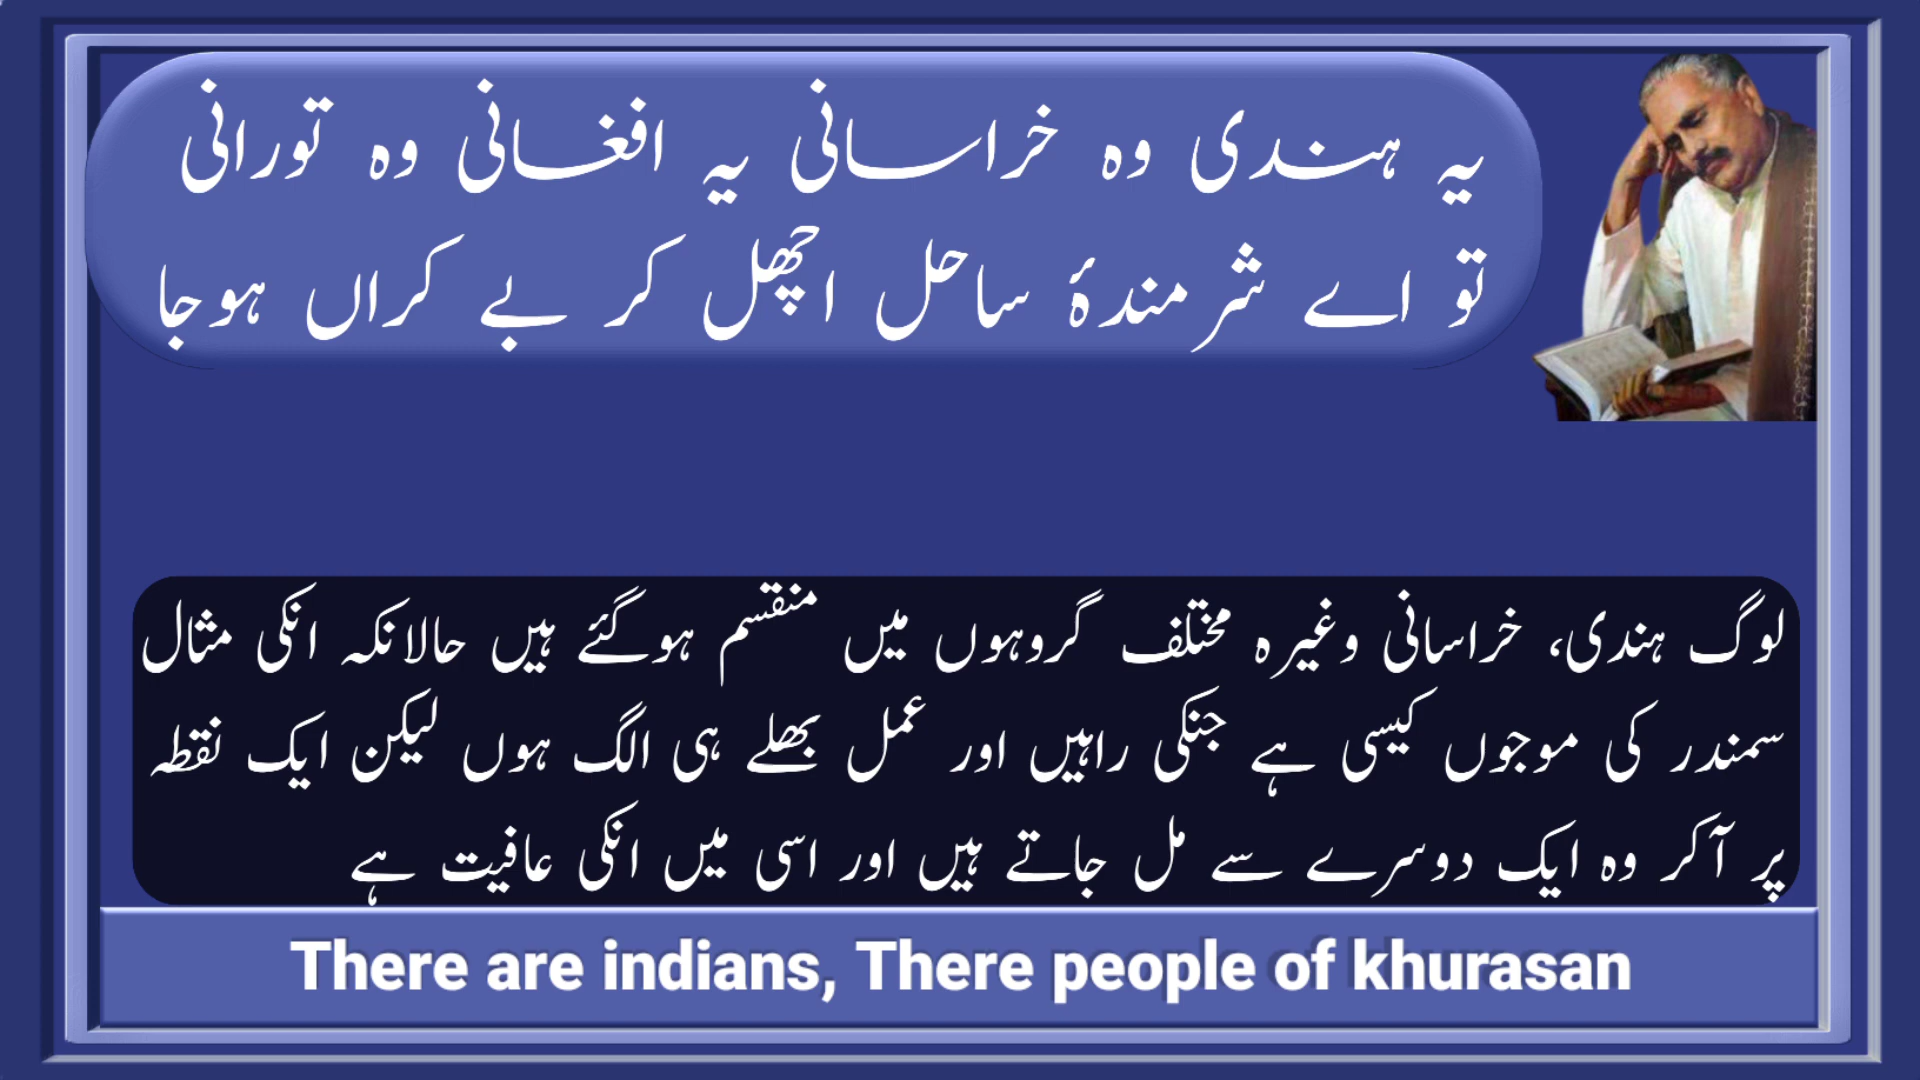 یہ ہندی وہ خراسانی یہ افغانی وہ تورانی
تو اے شرمندۂ ساحل اچھل کر بے کراں ہوجا
لوگ ہندی، خراسانی وغیرہ مختلف گروہوں میں منقسم ہوگئے ہیں حالانکہ انکی مثال
سمندر کی موجوں کیسی ہے جنکی راہیں اور عمل بھلے ہی الگ ہوں لیکن ایک نقطہ
پر آکر وہ ایک دوسرے سے مل جاتے ہیں اور اسی میں انکی عافیت ہے
There are indians, There people of khurasan